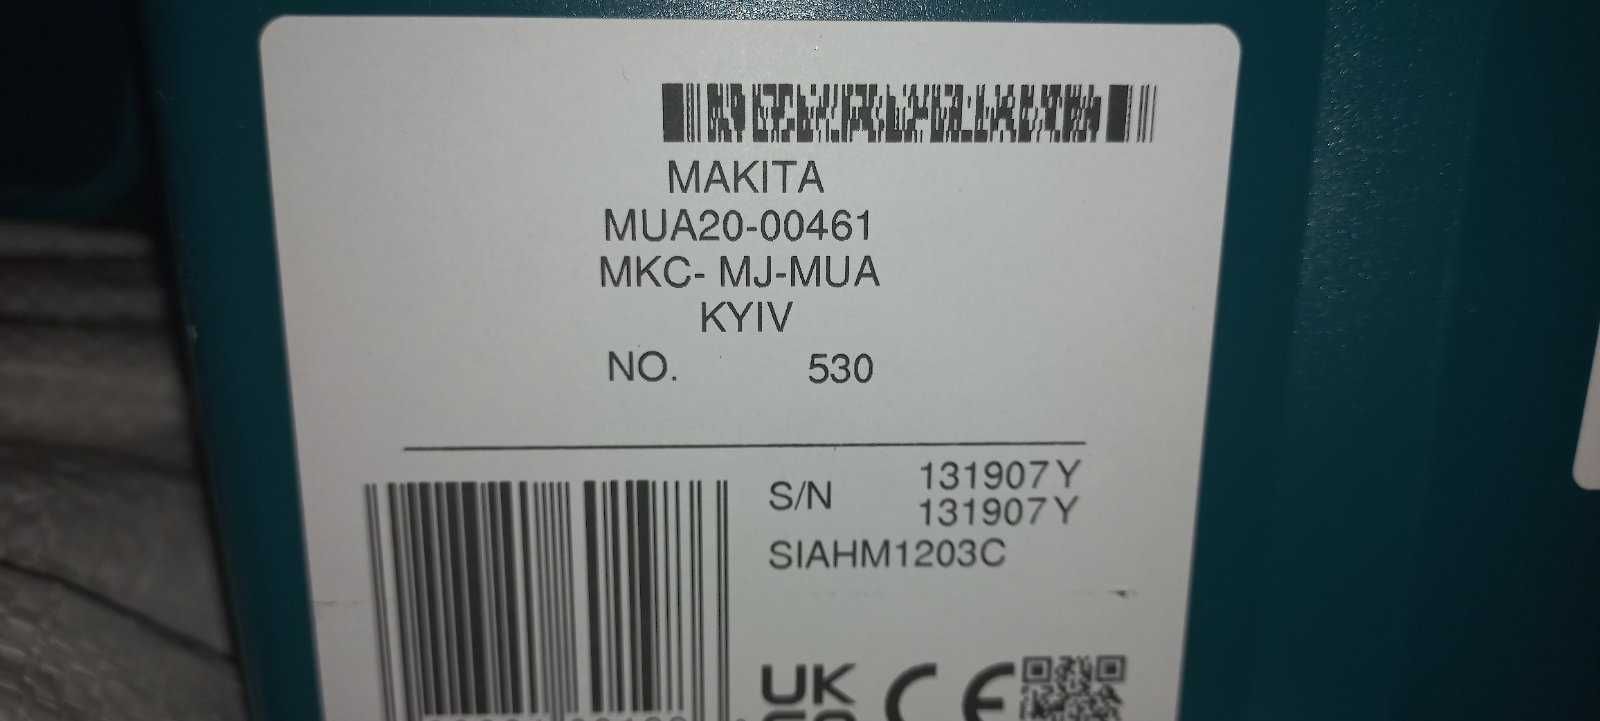 MAKITA
MUA20-00461
MKC- MJ-MUA
KYIV
NO. 530
S/N 131907Y
131907Y
SIAHM1203C
UK
CE